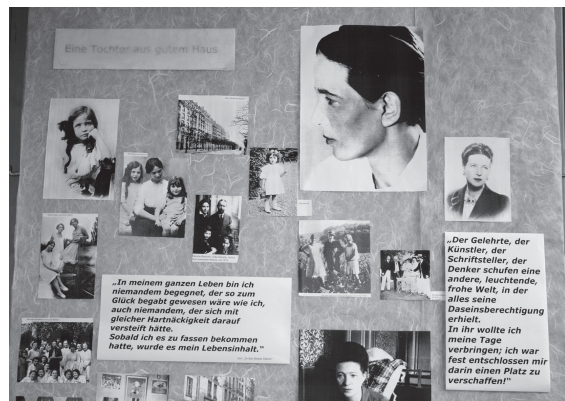 Eine Tochter aus gutem Haus
„In meinem ganzen Leben bin ich
niemandem begegnet, der so zum
Glück begabt gewesen wäre wie ich,
auch niemandem, der sich mit
gleicher Hartnäckigkeit darauf
versteift hätte.
Sobald ich es zu fassen bekommen
hatte, wurde es mein Lebensinhalt.“
„Der Gelehrte, der
Künstler, der
Schriftsteller, der
Denker schufen eine
andere, leuchtende,
frohe Welt, in der
alles seine
Daseinsberechtigung
erhielt.
In ihr wollte ich
meine Tage
verbringen; ich war
fest entschlossen mir
darin einen Platz zu
verschaffen!“